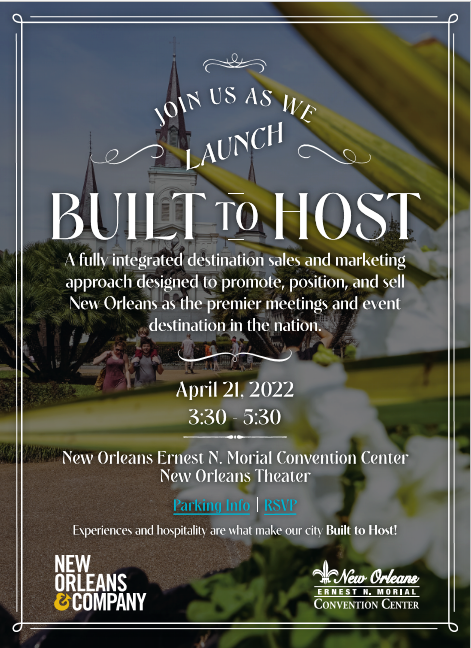 JOIN US AS WE
LAUNCH
BUILT TO HOST
A fully integrated destination sales and marketing
approach designed to promote, position, and sell
New Orleans as the premier meetings and event
destination in the nation.
April 21, 2022
3:30 - 5:30
New Orleans Ernest N. Morial Convention Center
New Orleans Theater
Parking Info | RSVP
Experiences and hospitality are what make our city Built to Host!
NEW
ORLEANS
&COMPANY
New Orleans
ERNEST N. MORIAL
CONVENTION CENTER